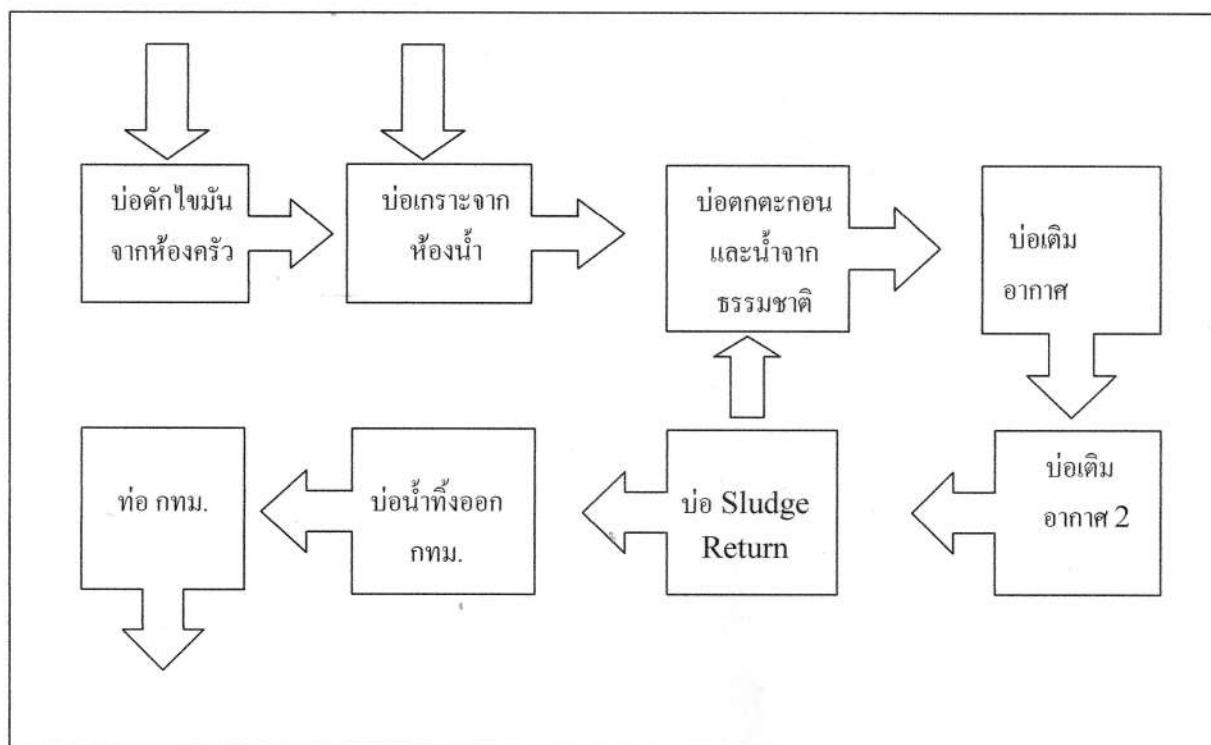 บ่อดักไขมัน
จากห้องครัว
บ่อเกราะจาก
ห้องน้ำ
บ่อตกตะกอน
และน้ำจาก
ธรรมชาติ
บ่อเติม
อากาศ
ท่อ กทม.
บ่อน้ำทิ้งออก
กทม.
บ่อ Sludge
Return
บ่อเติม
อากาศ 2